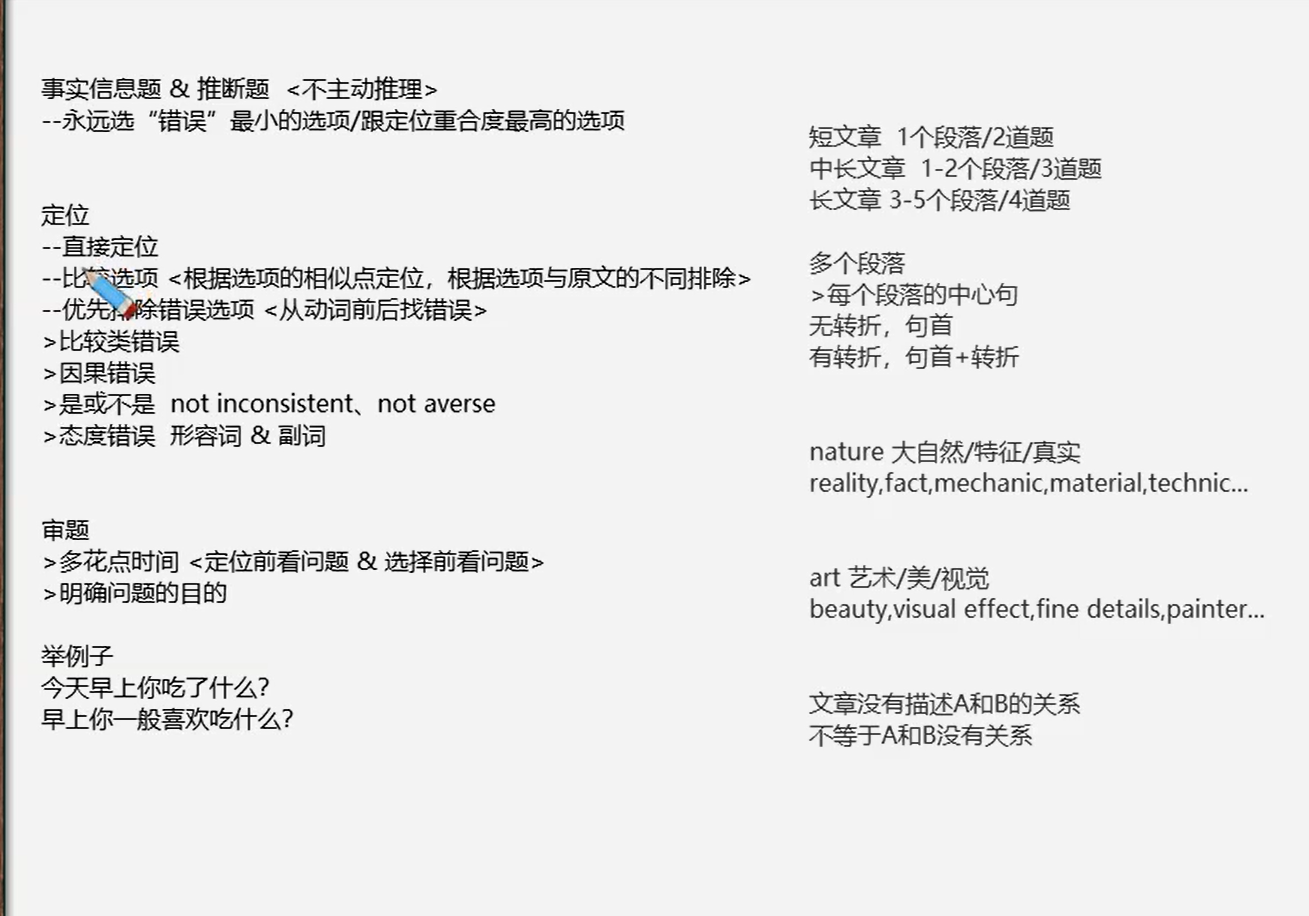 事实信息题 & 推断题 <不主动推理>
--永远选“错误”最小的选项/跟定位重合度最高的选项
定位
--直接定位
--比较选项 <根据选项的相似点定位，根据选项与原文的不同排除>
--优先排除错误选项 <从动词前后找错误>
>比较类错误
>因果错误
>是或不是 not inconsistent、not averse
>态度错误 形容词 & 副词
审题
>多花点时间 <定位前看问题 & 选择前看问题>
>明确问题的目的
举例子
今天早上你吃了什么？
早上你一般喜欢吃什么？
短文章 1个段落/2道题
中长文章 1-2个段落/3道题
长文章 3-5个段落/4道题
多个段落
>每个段落的中心句
无转折，句首
有转折，句首+转折
nature 大自然/特征/真实
reality,fact,mechanic,material,technic...
art 艺术/美/视觉
beauty,visual effect,fine details,painter...
文章没有描述A和B的关系
不等于A和B没有关系